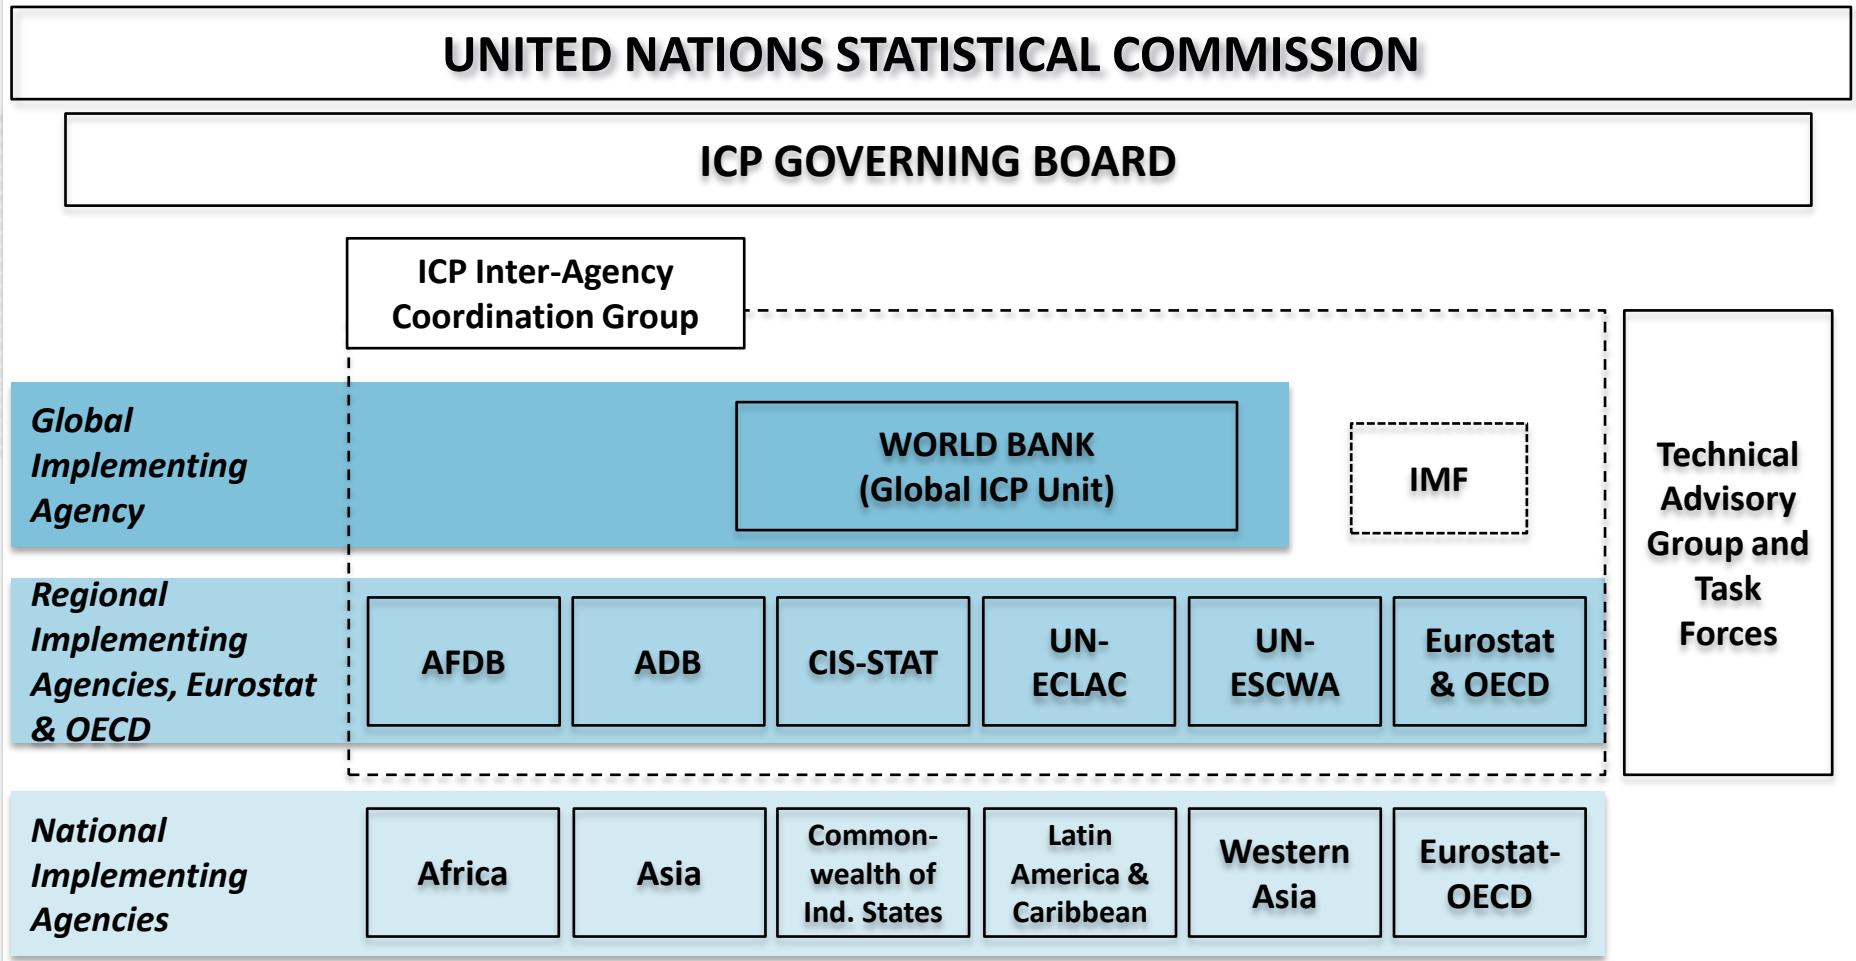 UNITED NATIONS STATISTICAL COMMISSION
ICP GOVERNING BOARD
ICP Inter-Agency
Coordination Group
Global
Implementing
Agency
WORLD BANK
(Global ICP Unit)
IMF
Technical
Advisory
Group and
Task
Forces
Regional
Implementing
Agencies, Eurostat
& OECD
AFDB
ADB
CIS-STAT
UN-
ECLAC
UN-
ESCWA
Eurostat
& OECD
National
Implementing
Agencies
Africa
Asia
Common-
wealth of
Ind. States
Latin
America &
Caribbean
Western
Asia
Eurostat-
OECD